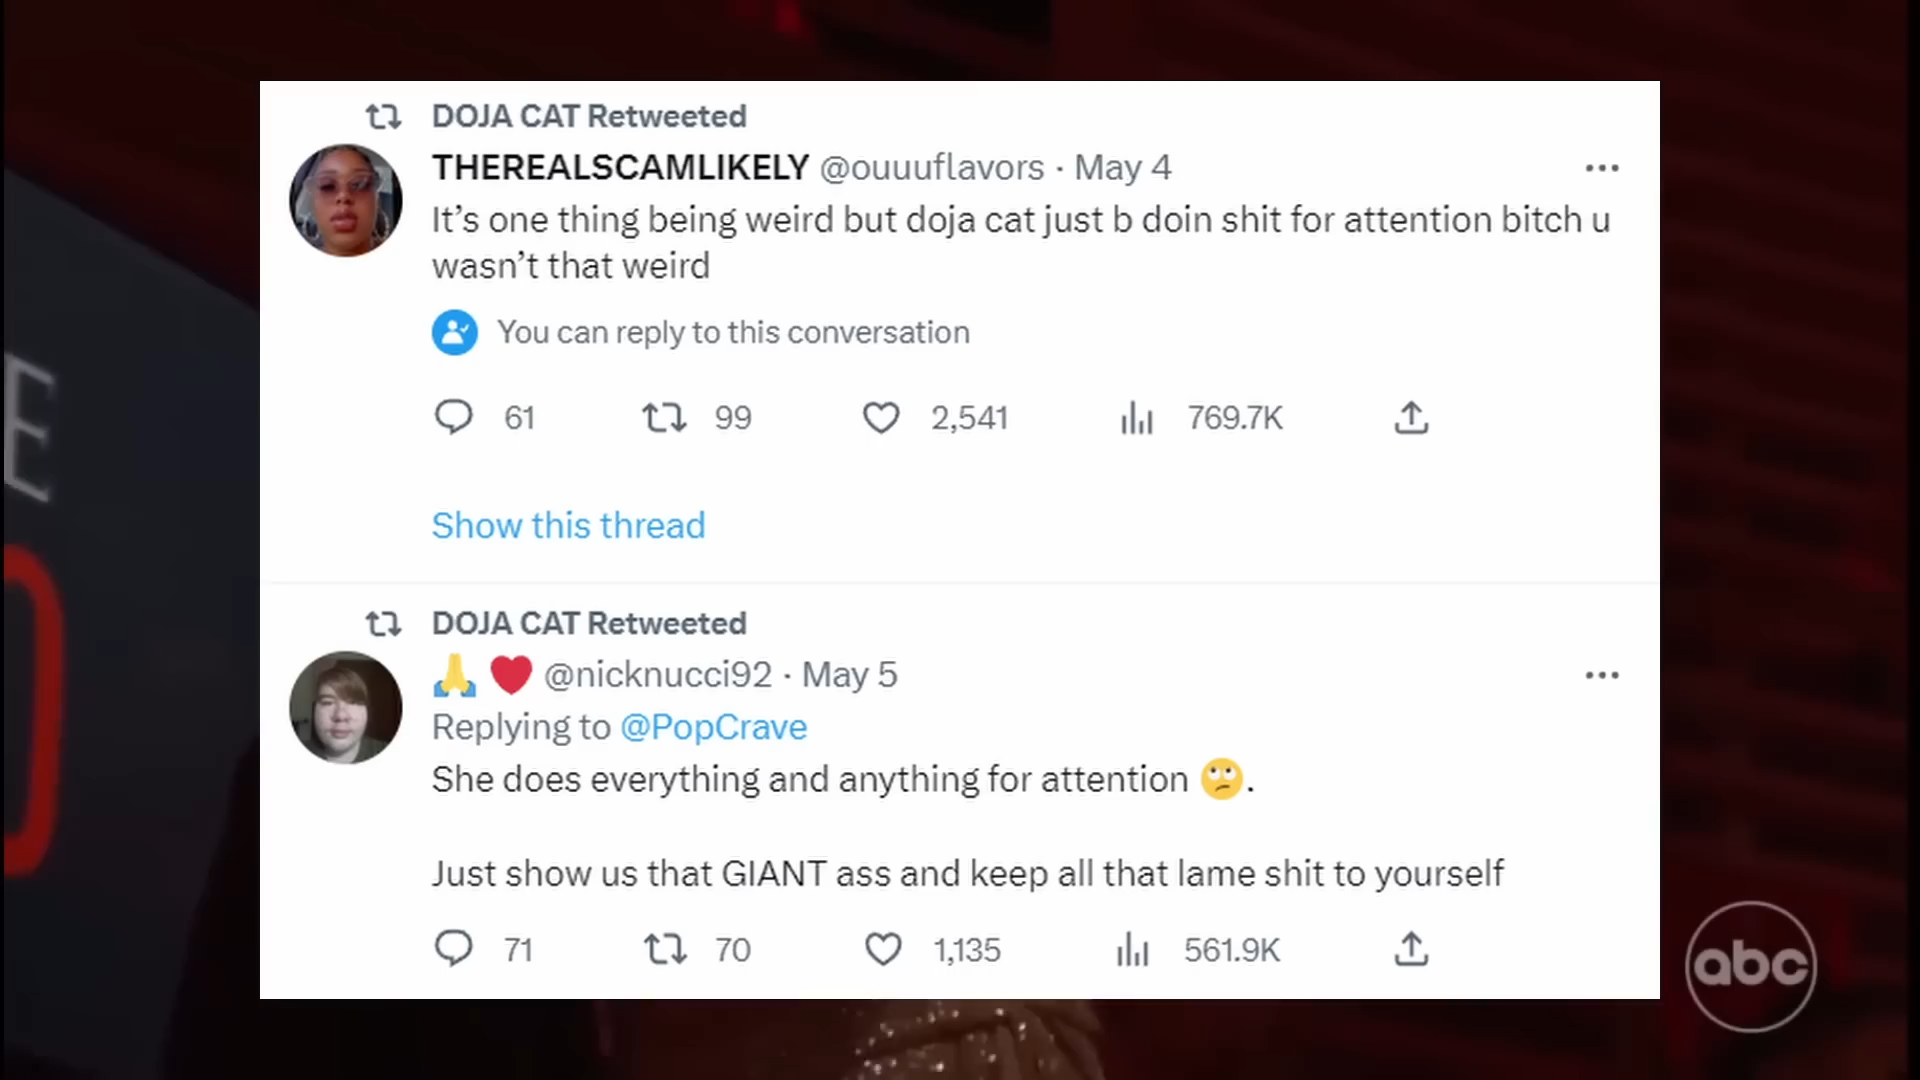 DOJA CAT Retweeted
THEREALSCAMLIKELY @ouuuflavors · May 4
It’s one thing being weird but doja cat just b doin shit for attention bitch u
wasn’t that weird
You can reply to this conversation
61 99 2,541 769.7K
Show this thread
DOJA CAT Retweeted
🙏 ❤️ @nicknucci92 · May 5
Replying to @PopCrave
She does everything and anything for attention 🙄.
Just show us that GIANT ass and keep all that lame shit to yourself
71 70 1,135 561.9K
E
abc